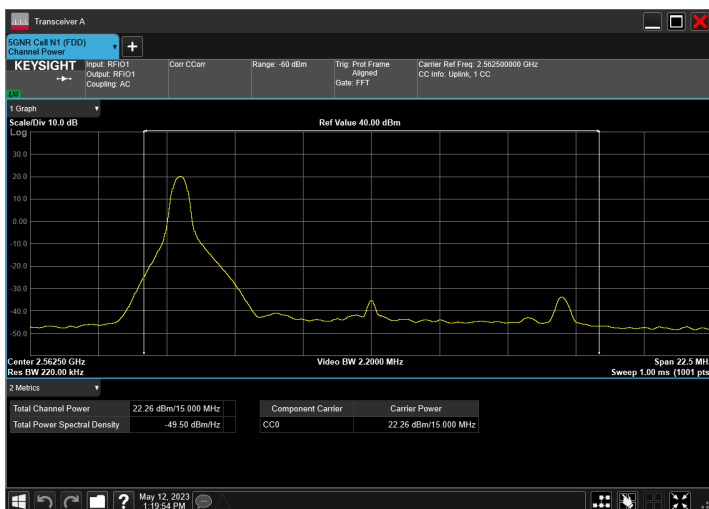 Transceiver A
5GNR Cell N1 (FDD)
Channel Power
KEYSIGHT
Input: RFIO1
Output: RFIO1
Coupling: AC
Corr CCorr
Range: -60 dBm
Trig: Prot Frame
Aligned
Gate: FFT
Carrier Ref Freq: 2.562500000 GHz
CC Info: Uplink, 1 CC
LXI
1 Graph
Scale/Div 10.0 dB
Ref Value 40.00 dBm
Log
30.0
20.0
10.0
0.00
-10.0
-20.0
-30.0
-40.0
-50.0
Center 2.56250 GHz
Video BW 2.2000 MHz
Span 22.5 MH
Res BW 220.00 kHz
Sweep 1.00 ms (1001 pts
2 Metrics
Total Channel Power 22.26 dBm/15.000 MHz
Total Power Spectral Density -49.50 dBm/Hz
Component Carrier Carrier Power
CC0 22.26 dBm/15.000 MHz
May 12, 2023
1:19:54 PM